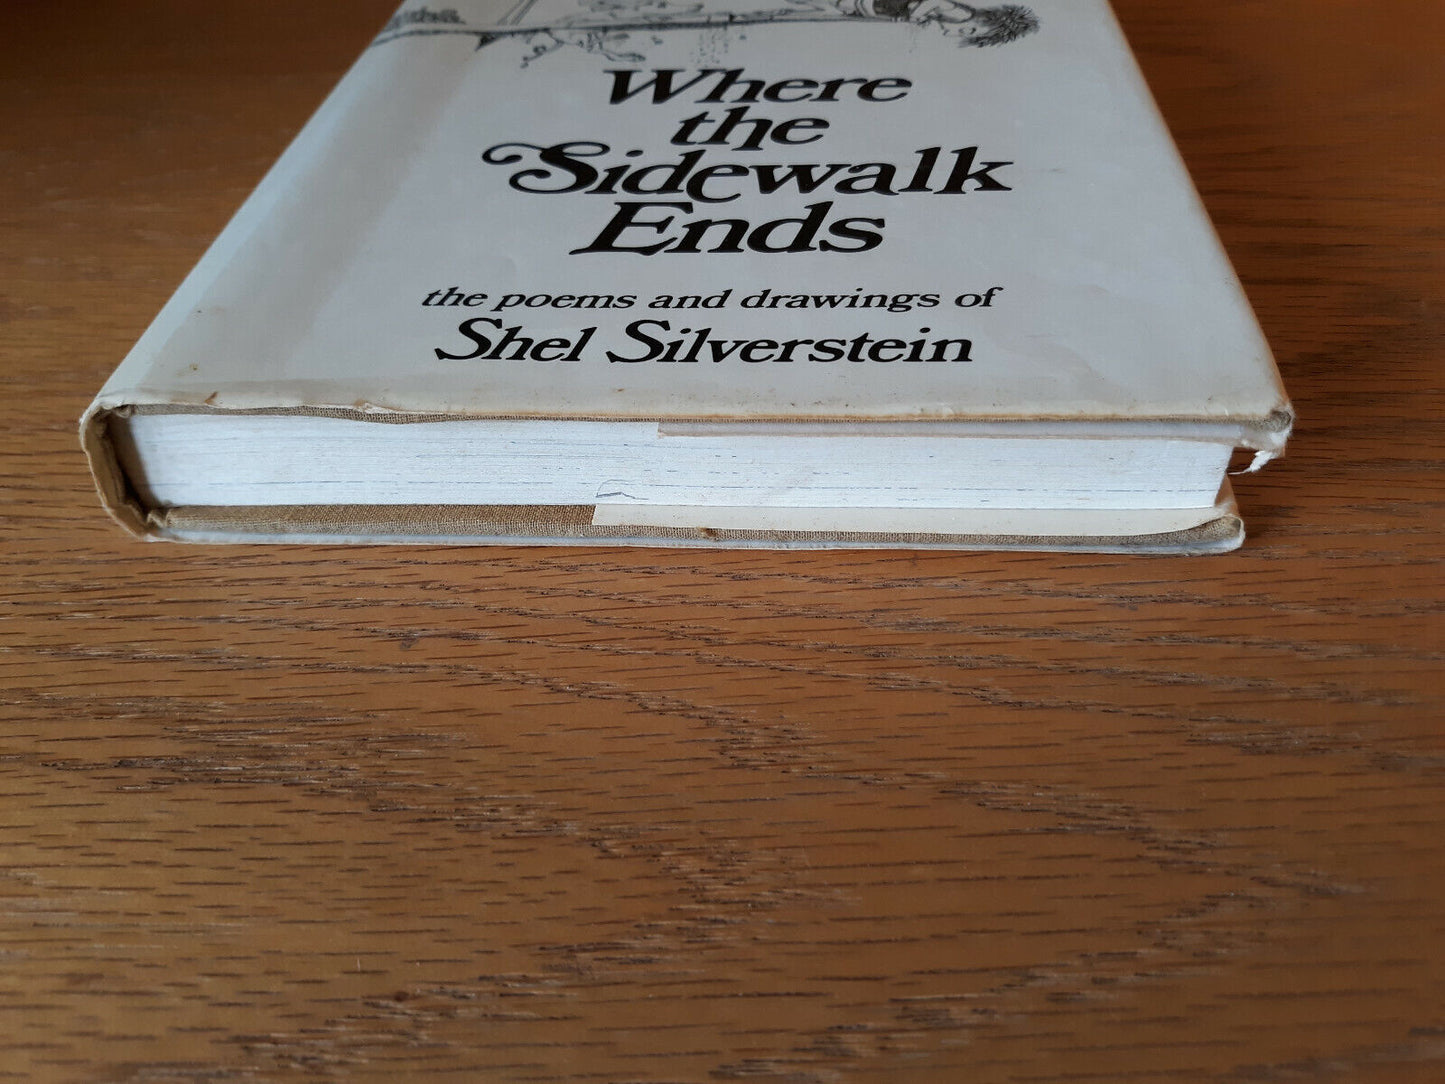 Where
the
Sidewalk
Ends
the poems and drawings of
Shel Silverstein